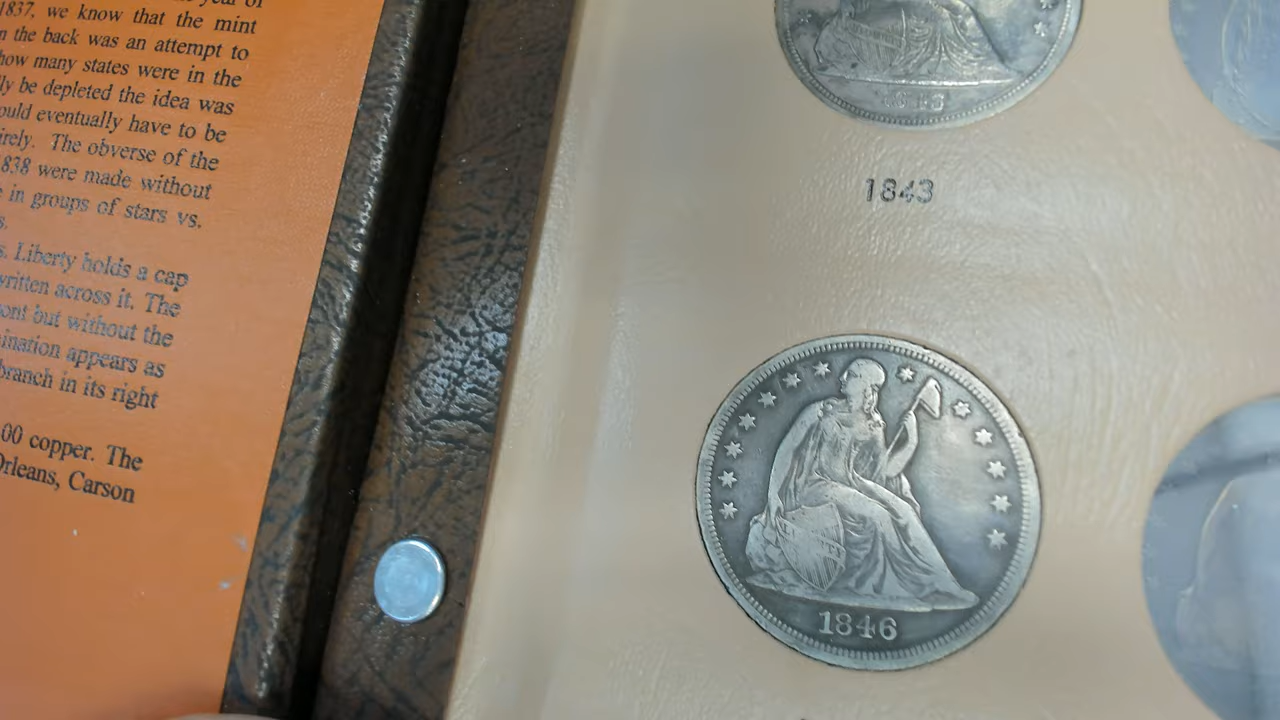 year of
1837, we know that the mint
n the back was an attempt to
how many states were in the
ly be depleted the idea was
ould eventually have to be
irely. The obverse of the
838 were made without
in groups of stars vs.
s.
s. Liberty holds a cap
written across it. The
ont but without the
ination appears as
branch in its right
00 copper. The
Orleans, Carson
1843
1846